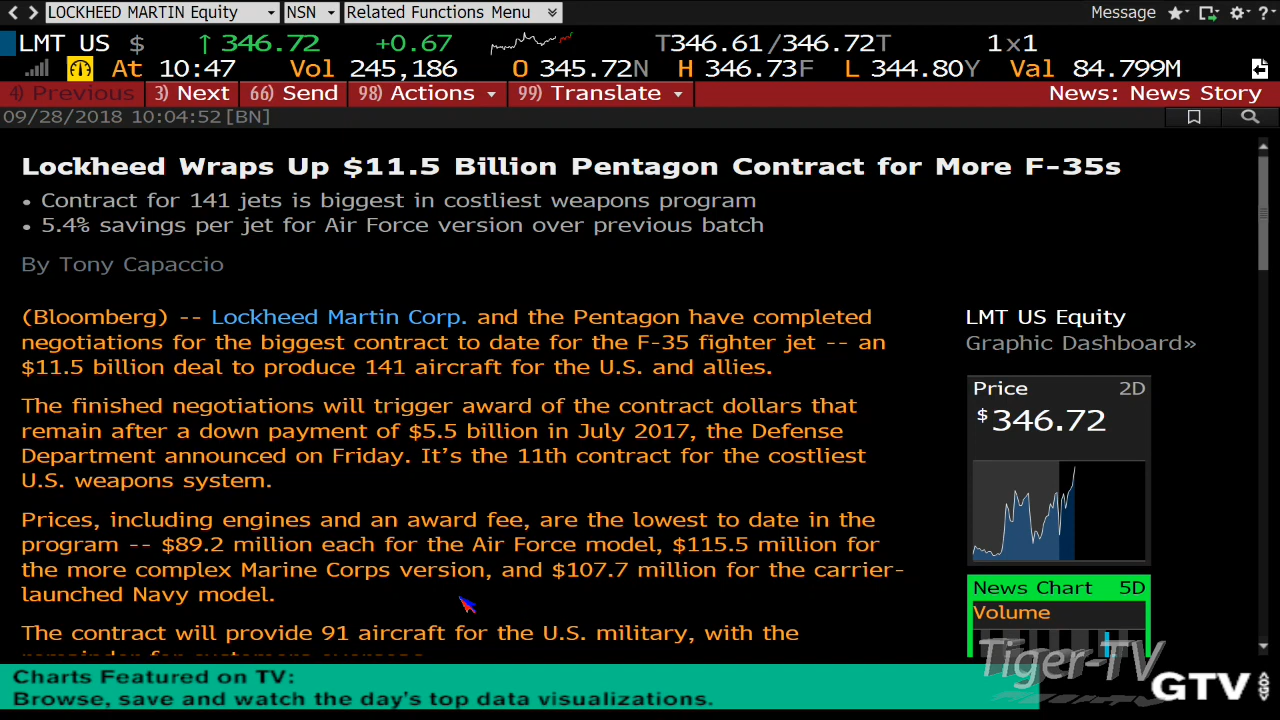 LOCKHEED MARTIN Equity NSN Related Functions Menu Message ?
LMT US $ ↑ 346.72 +0.67 T346.61/346.72T 1x1
At 10:47 Vol 245,186 O 345.72N H 346.73F L 344.80Y Val 84.799M
4) Previous 3) Next 66) Send 98) Actions 99) Translate News: News Story
09/28/2018 10:04:52 [BN]
Lockheed Wraps Up $11.5 Billion Pentagon Contract for More F-35s
• Contract for 141 jets is biggest in costliest weapons program
• 5.4% savings per jet for Air Force version over previous batch
By Tony Capaccio
(Bloomberg) -- Lockheed Martin Corp. and the Pentagon have completed
negotiations for the biggest contract to date for the F-35 fighter jet -- an
$11.5 billion deal to produce 141 aircraft for the U.S. and allies.
The finished negotiations will trigger award of the contract dollars that
remain after a down payment of $5.5 billion in July 2017, the Defense
Department announced on Friday. It's the 11th contract for the costliest
U.S. weapons system.
Prices, including engines and an award fee, are the lowest to date in the
program -- $89.2 million each for the Air Force model, $115.5 million for
the more complex Marine Corps version, and $107.7 million for the carrier-
launched Navy model.
The contract will provide 91 aircraft for the U.S. military, with the
LMT US Equity
Graphic Dashboard»
Price 2D
$346.72
News Chart 5D
Volume
Tiger-TV
GTV
Charts Featured on TV:
Browse, save and watch the day's top data visualizations.